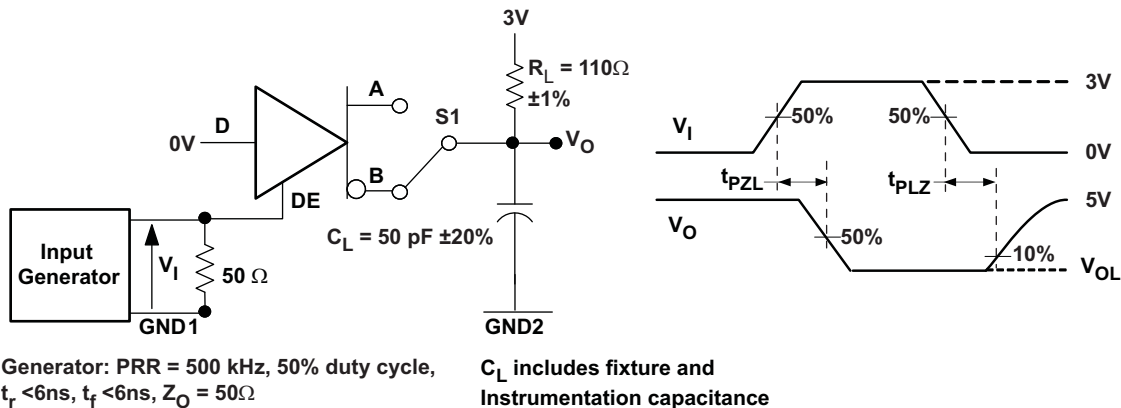 3V
R_L = 110Ω
±1%
A
S1
D
0V
V_O
B
DE
C_L = 50 pF ±20%
Input
Generator
V_I
50 Ω
GND1
GND2
3V
V_I
50%
50%
0V
t_PZL
t_PLZ
5V
V_O
50%
10%
V_OL
Generator: PRR = 500 kHz, 50% duty cycle,
t_r <6ns, t_f <6ns, Z_O = 50Ω
C_L includes fixture and
Instrumentation capacitance